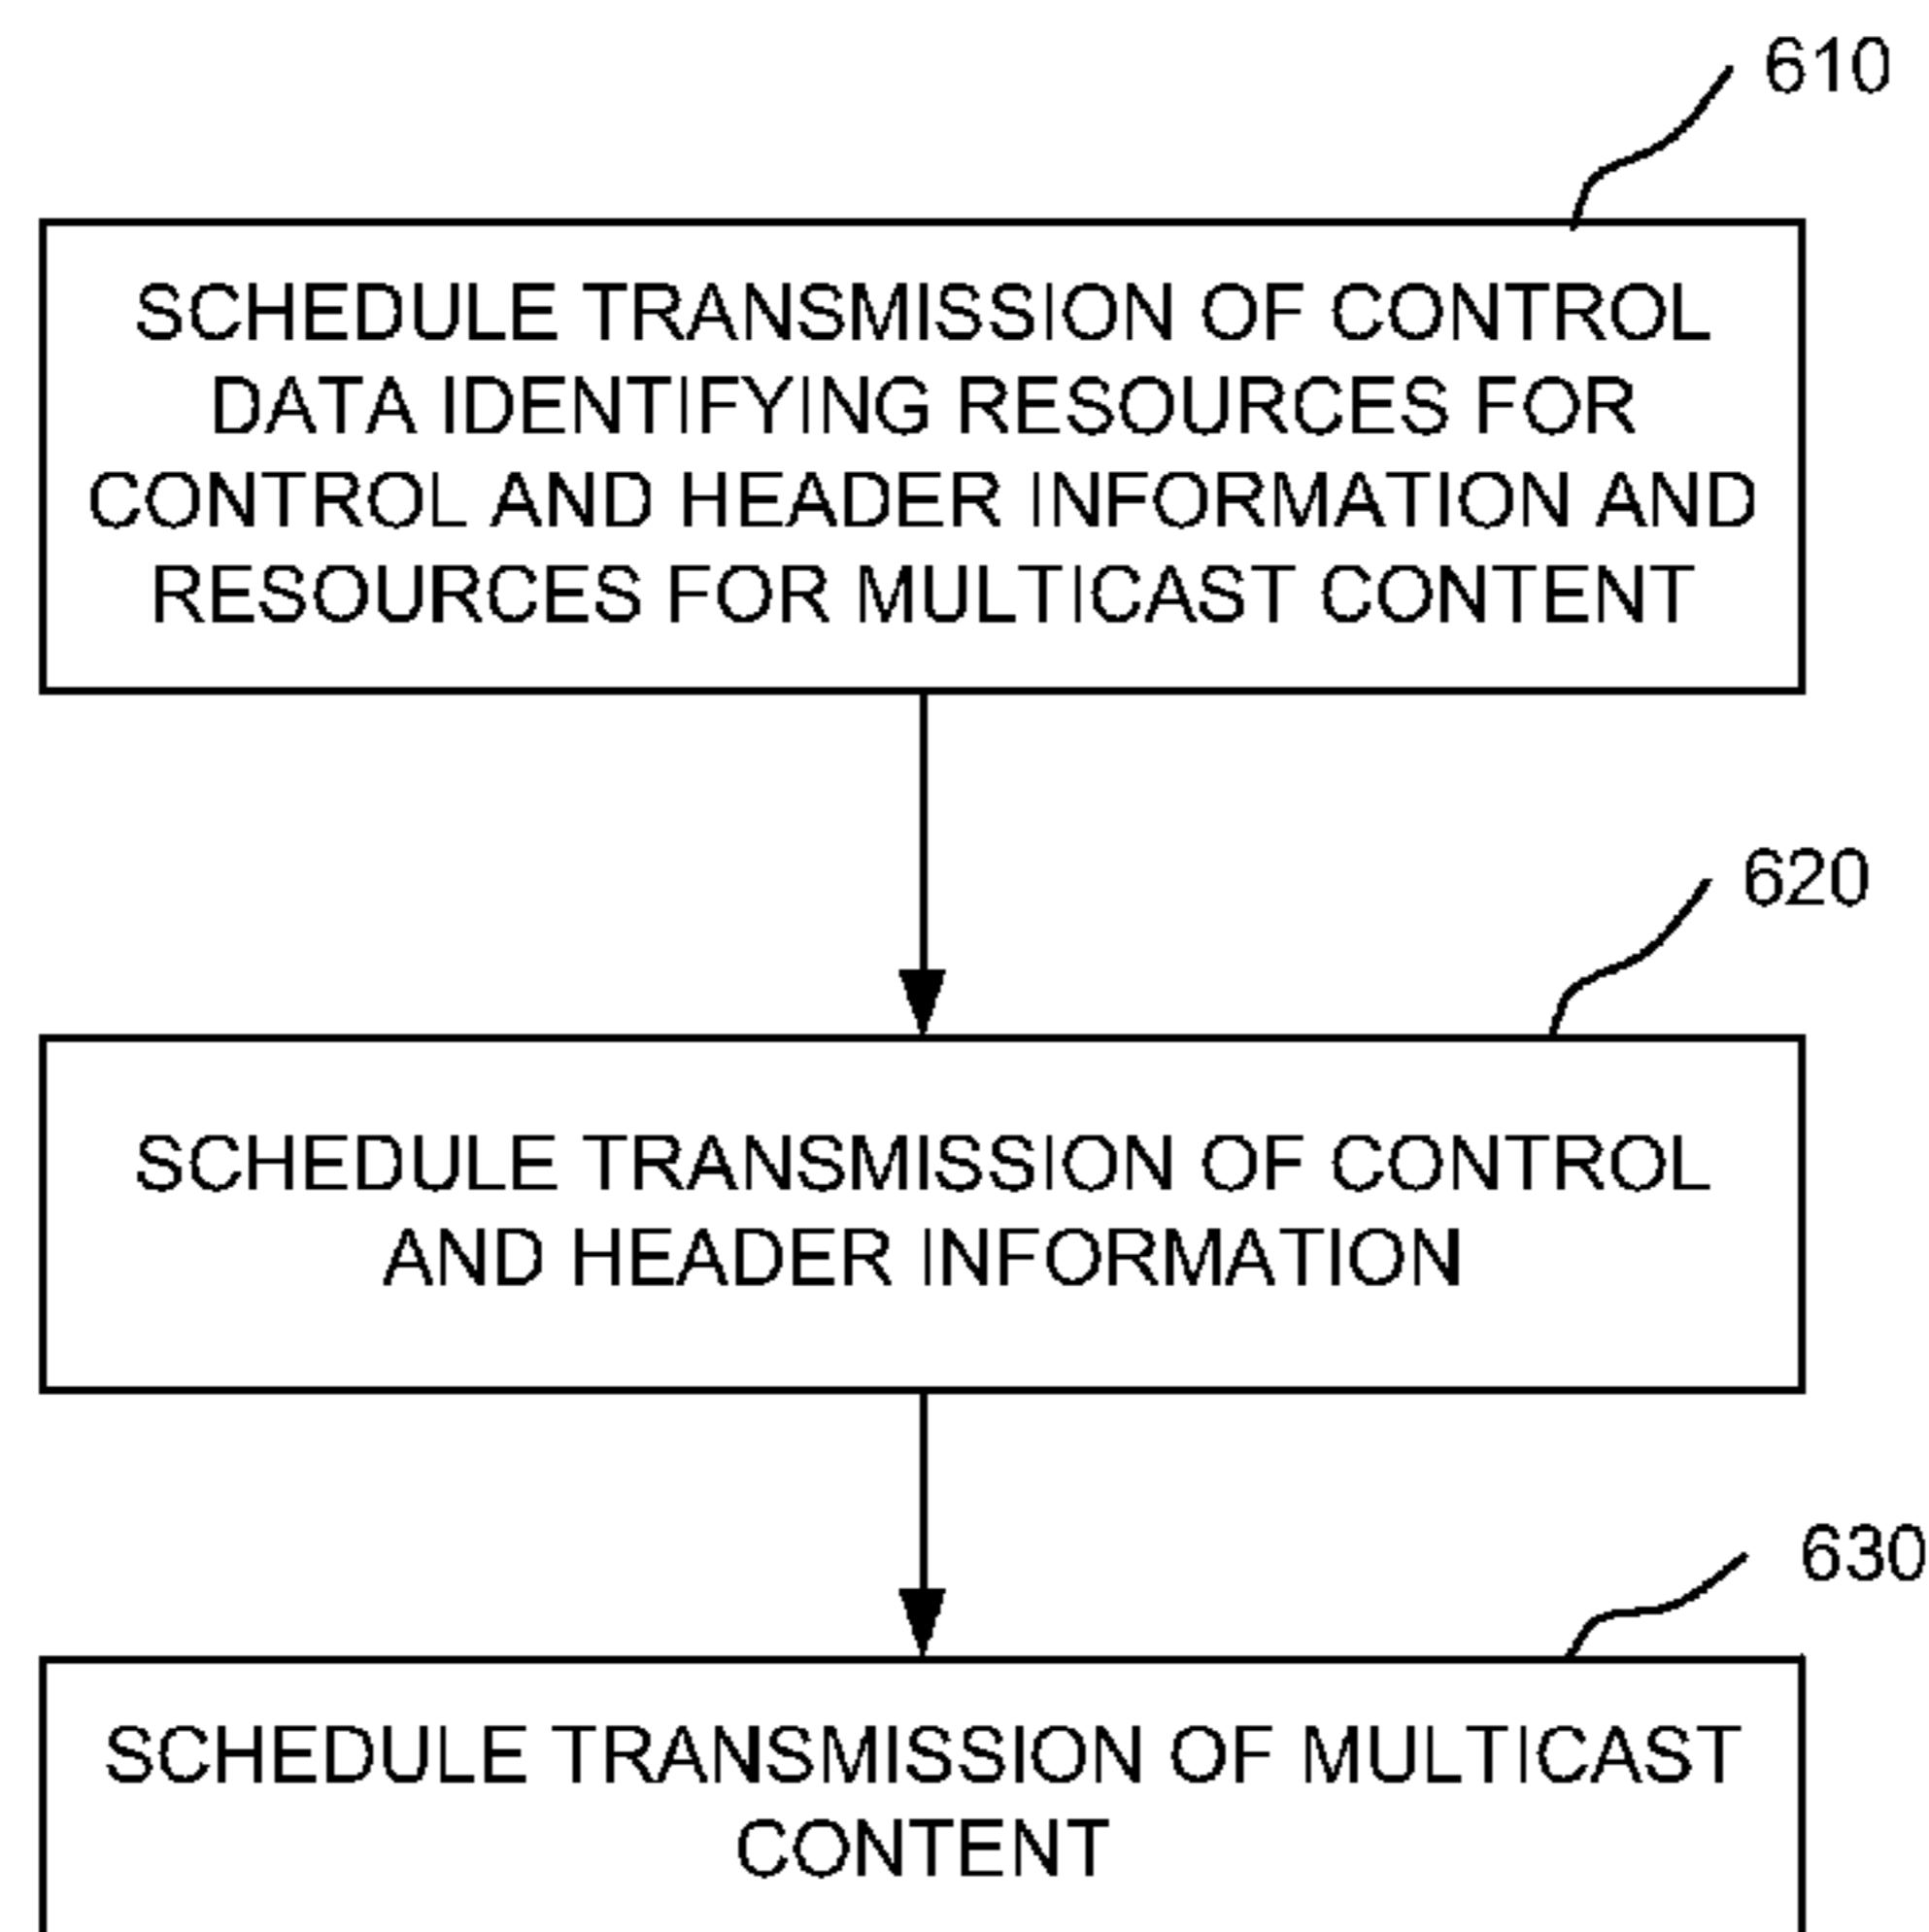 610
SCHEDULE TRANSMISSION OF CONTROL
DATA IDENTIFYING RESOURCES FOR
CONTROL AND HEADER INFORMATION AND
RESOURCES FOR MULTICAST CONTENT
620
SCHEDULE TRANSMISSION OF CONTROL
AND HEADER INFORMATION
630
SCHEDULE TRANSMISSION OF MULTICAST
CONTENT